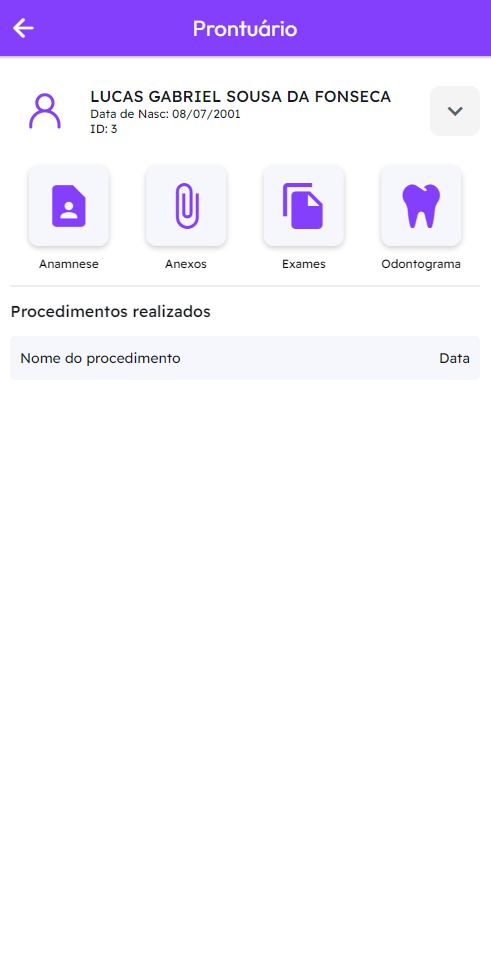 Prontuário
LUCAS GABRIEL SOUSA DA FONSECA
Data de Nasc: 08/07/2001
ID: 3
Anamnese Anexos Exames Odontograma
Procedimentos realizados
Nome do procedimento Data